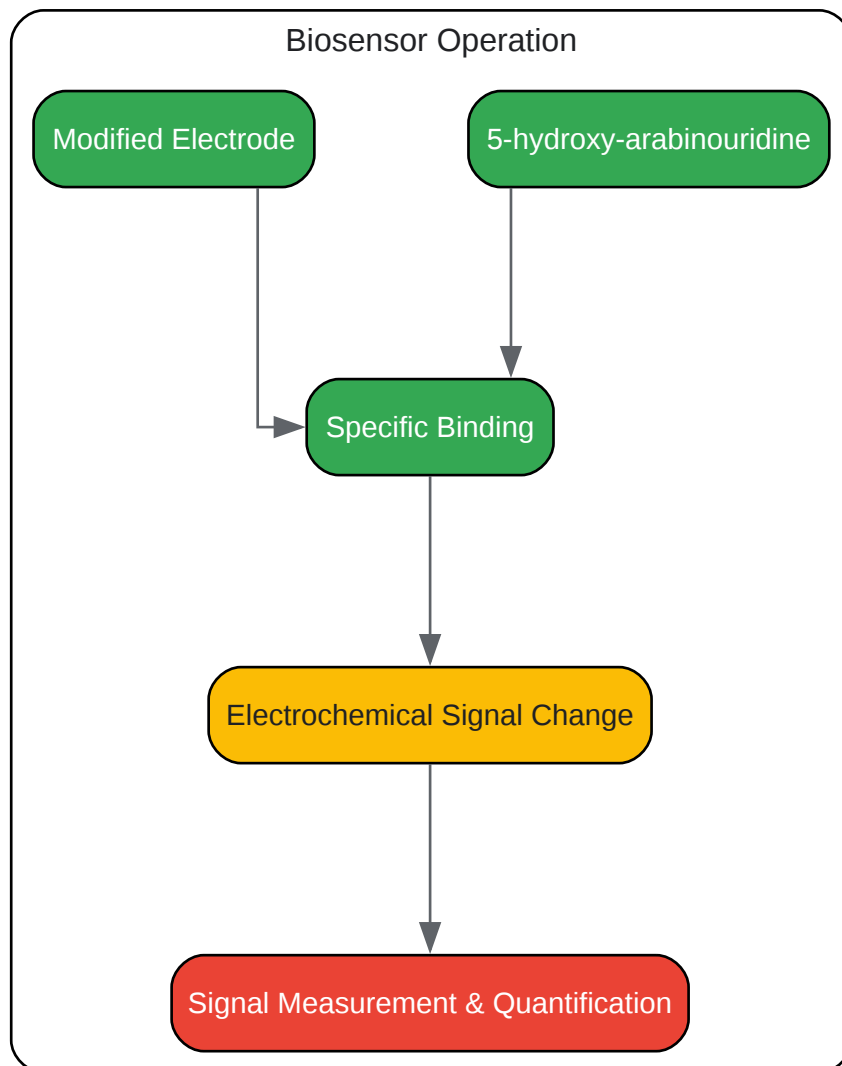 Biosensor Operation
Modified Electrode
5-hydroxy-arabinouridine
Specific Binding
Electrochemical Signal Change
Signal Measurement & Quantification